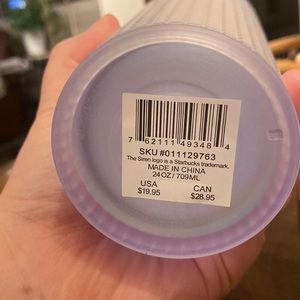 7 62111 49348 4
SKU #011129763
The Siren logo is a Starbucks trademark.
MADE IN CHINA
24OZ / 709ML
USA CAN
$19.95 $28.95